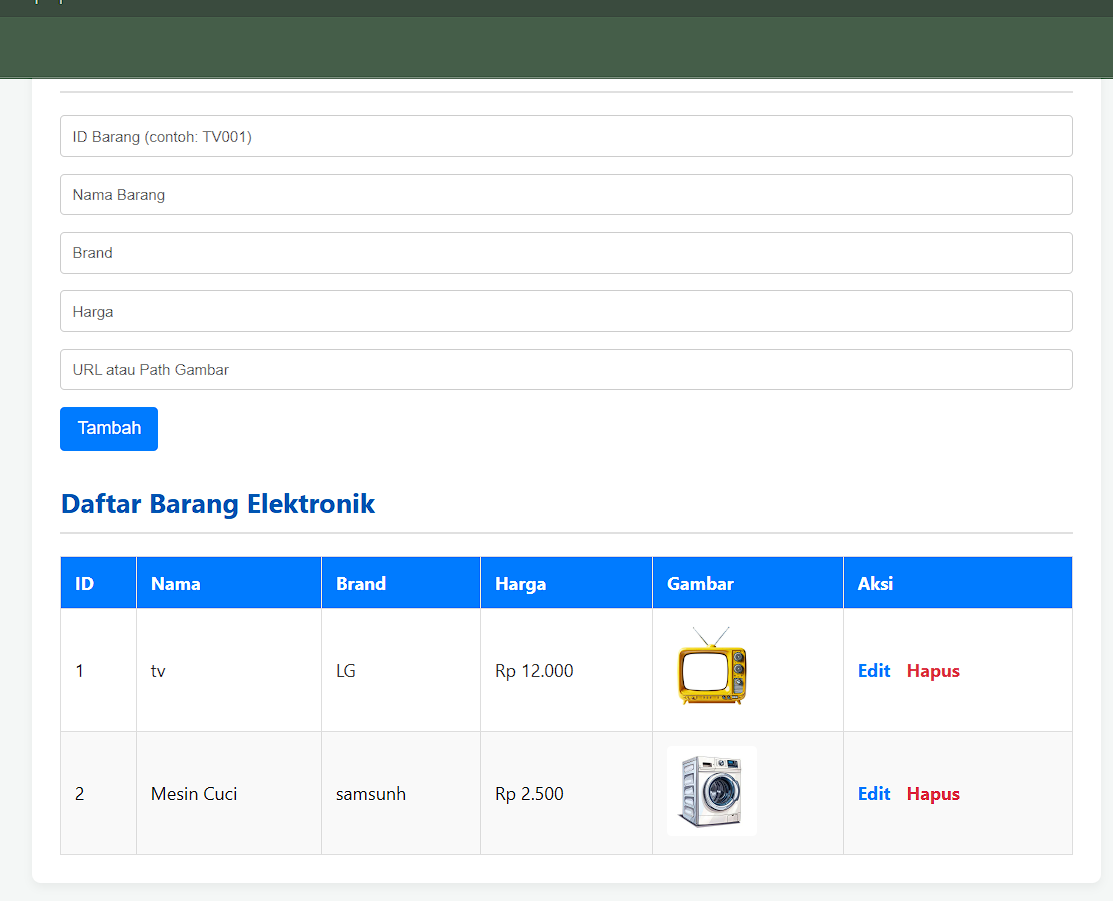 ID Barang (contoh: TV001)
Nama Barang
Brand
Harga
URL atau Path Gambar
Tambah
Daftar Barang Elektronik
ID Nama Brand Harga Gambar Aksi
1 tv LG Rp 12.000 Edit Hapus
2 Mesin Cuci samsunh Rp 2.500 Edit Hapus